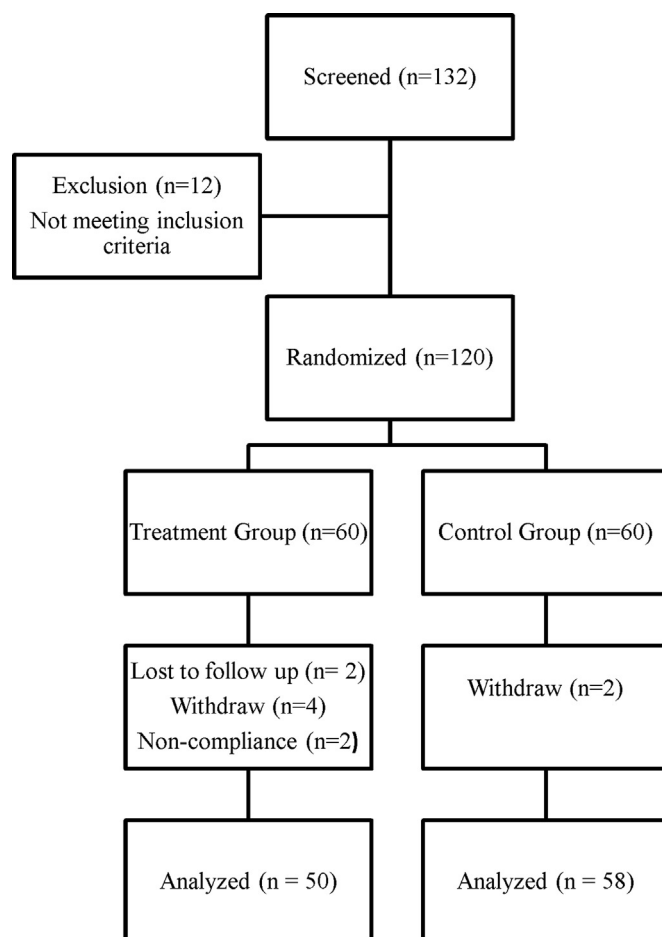 Screened (n=132)
Exclusion (n=12)
Not meeting inclusion
criteria
Randomized (n=120)
Treatment Group (n=60)
Control Group (n=60)
Lost to follow up (n= 2)
Withdraw (n=4)
Non-compliance (n=2)
Withdraw (n=2)
Analyzed (n = 50)
Analyzed (n = 58)